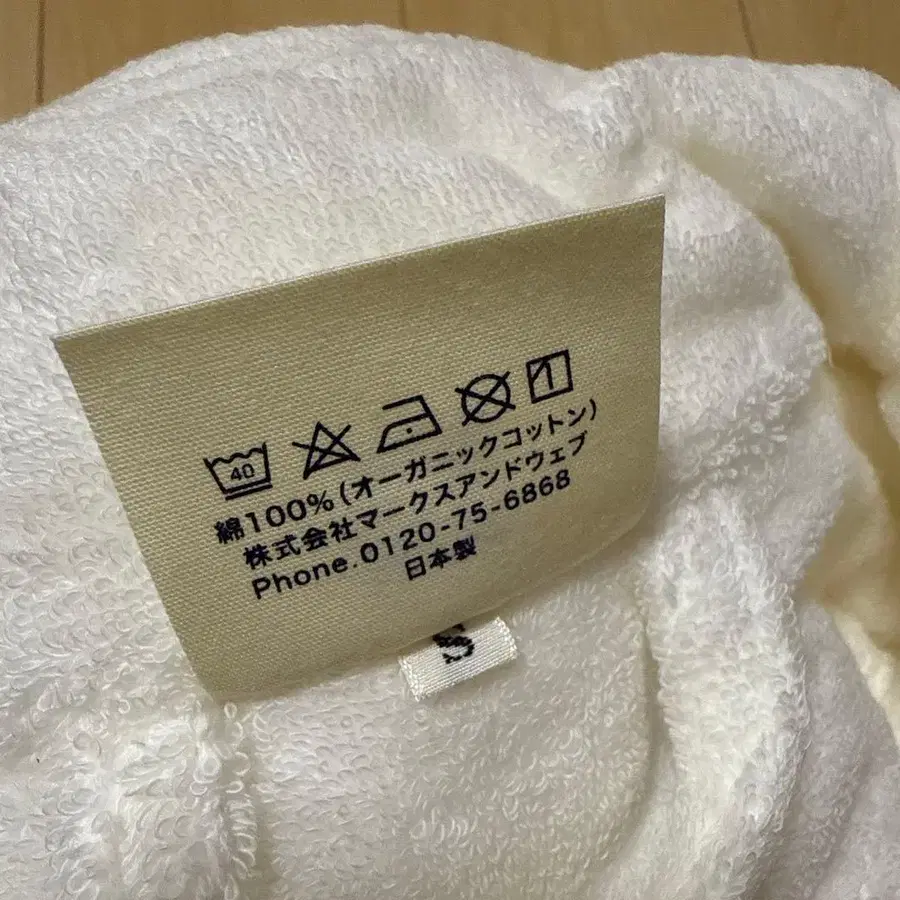 40
綿100%(オーガニックコットン)
株式会社マークスアンドウェブ
Phone.0120-75-6868
日本製
S